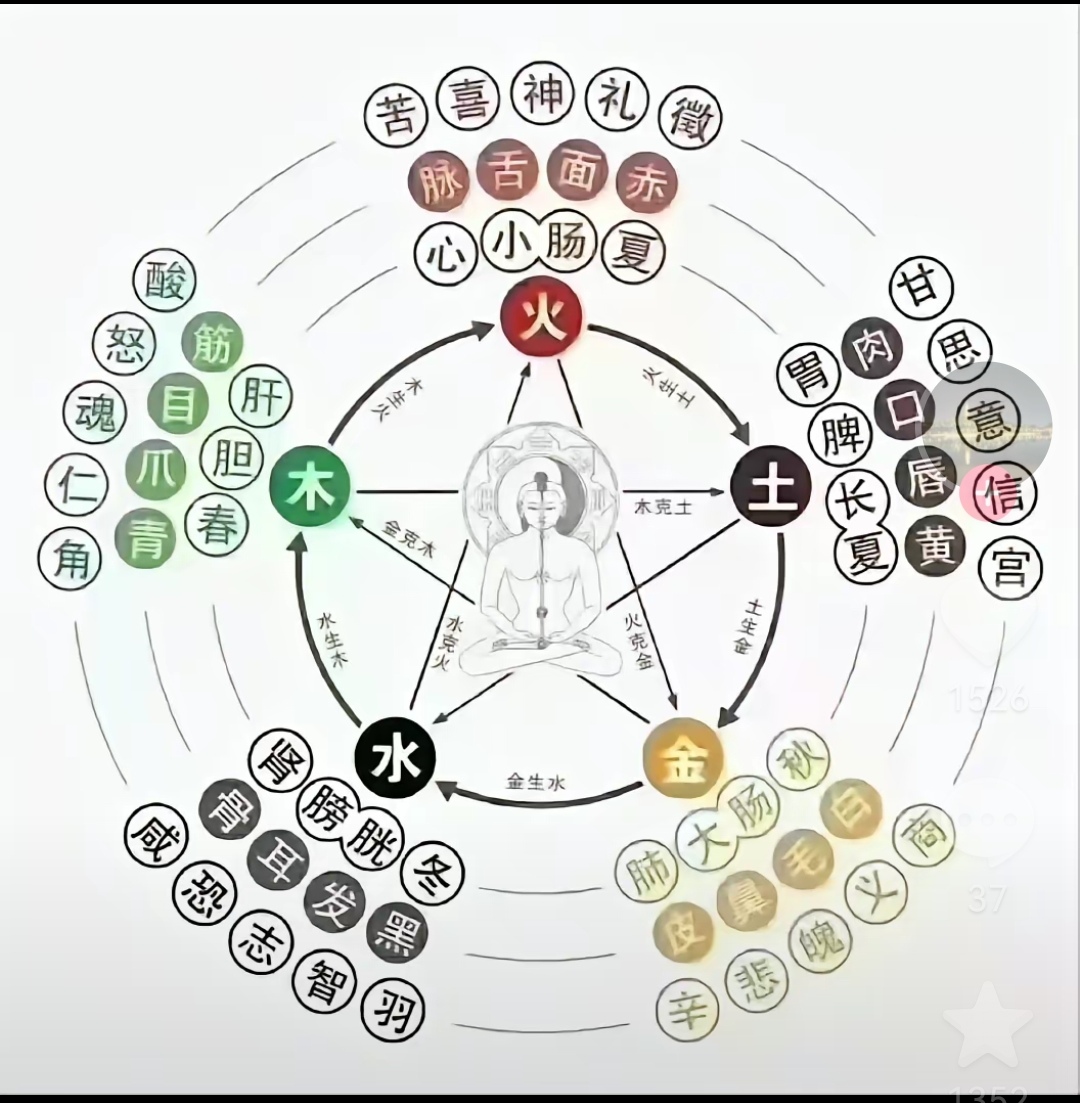 苦喜神礼徵
脉舌面赤
心小肠夏
火
酸怒魂仁角
筋目爪青
肝胆春
木
甘思意信宫
肉口唇黄
胃脾长夏
土
木生火
火生土
木克土
金克木
水生木
水克火
火克金
土生金
金生水
水
肾膀胱冬
骨耳发黑
咸恐志智羽
金
肺大肠秋
皮鼻毛白
辛悲魄义商
1526
37
1352